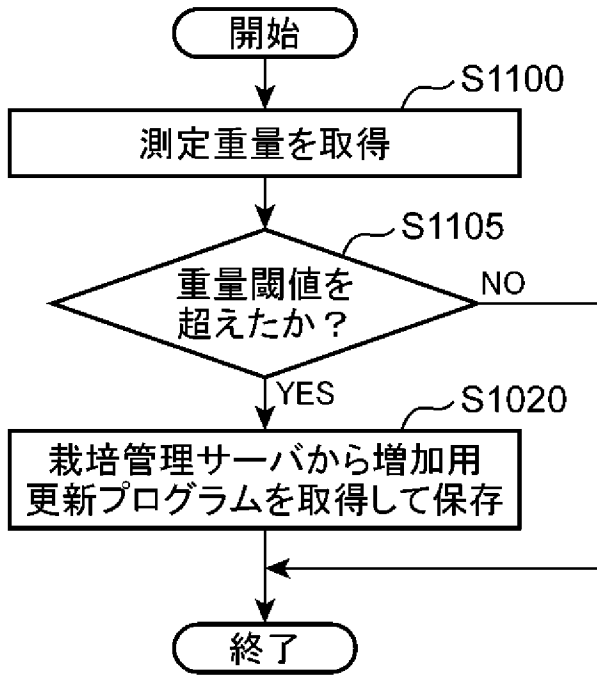 開始
S1100
測定重量を取得
S1105
重量閾値を
超えたか？
NO
YES
S1020
栽培管理サーバから増加用
更新プログラムを取得して保存
終了